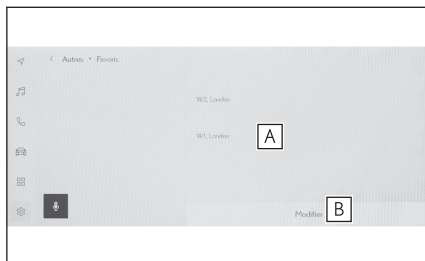 Autres • Favoris
W2, London
W1, London
A
Modifier
B